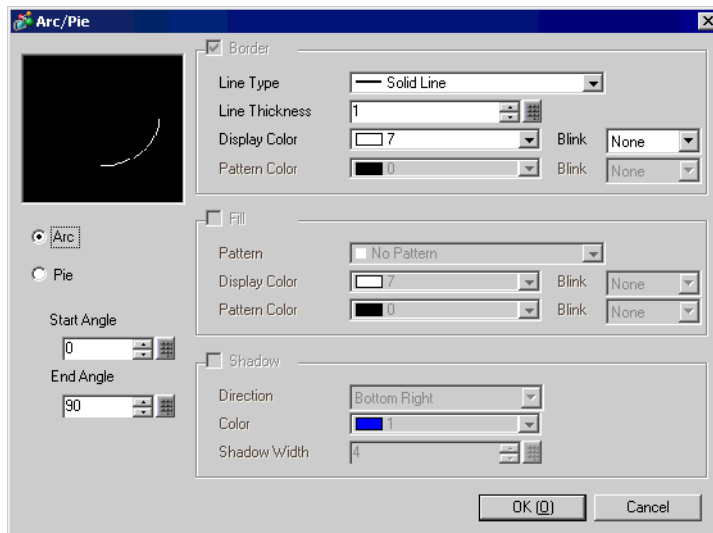 Arc/Pie
Border
Line Type Solid Line
Line Thickness 1
Display Color 7 Blink None
Pattern Color 0 Blink None
Arc
Pie
Start Angle
0
End Angle
90
Fill
Pattern No Pattern
Display Color 7 Blink None
Pattern Color 0 Blink None
Shadow
Direction Bottom Right
Color 1
Shadow Width 4
OK (O) Cancel